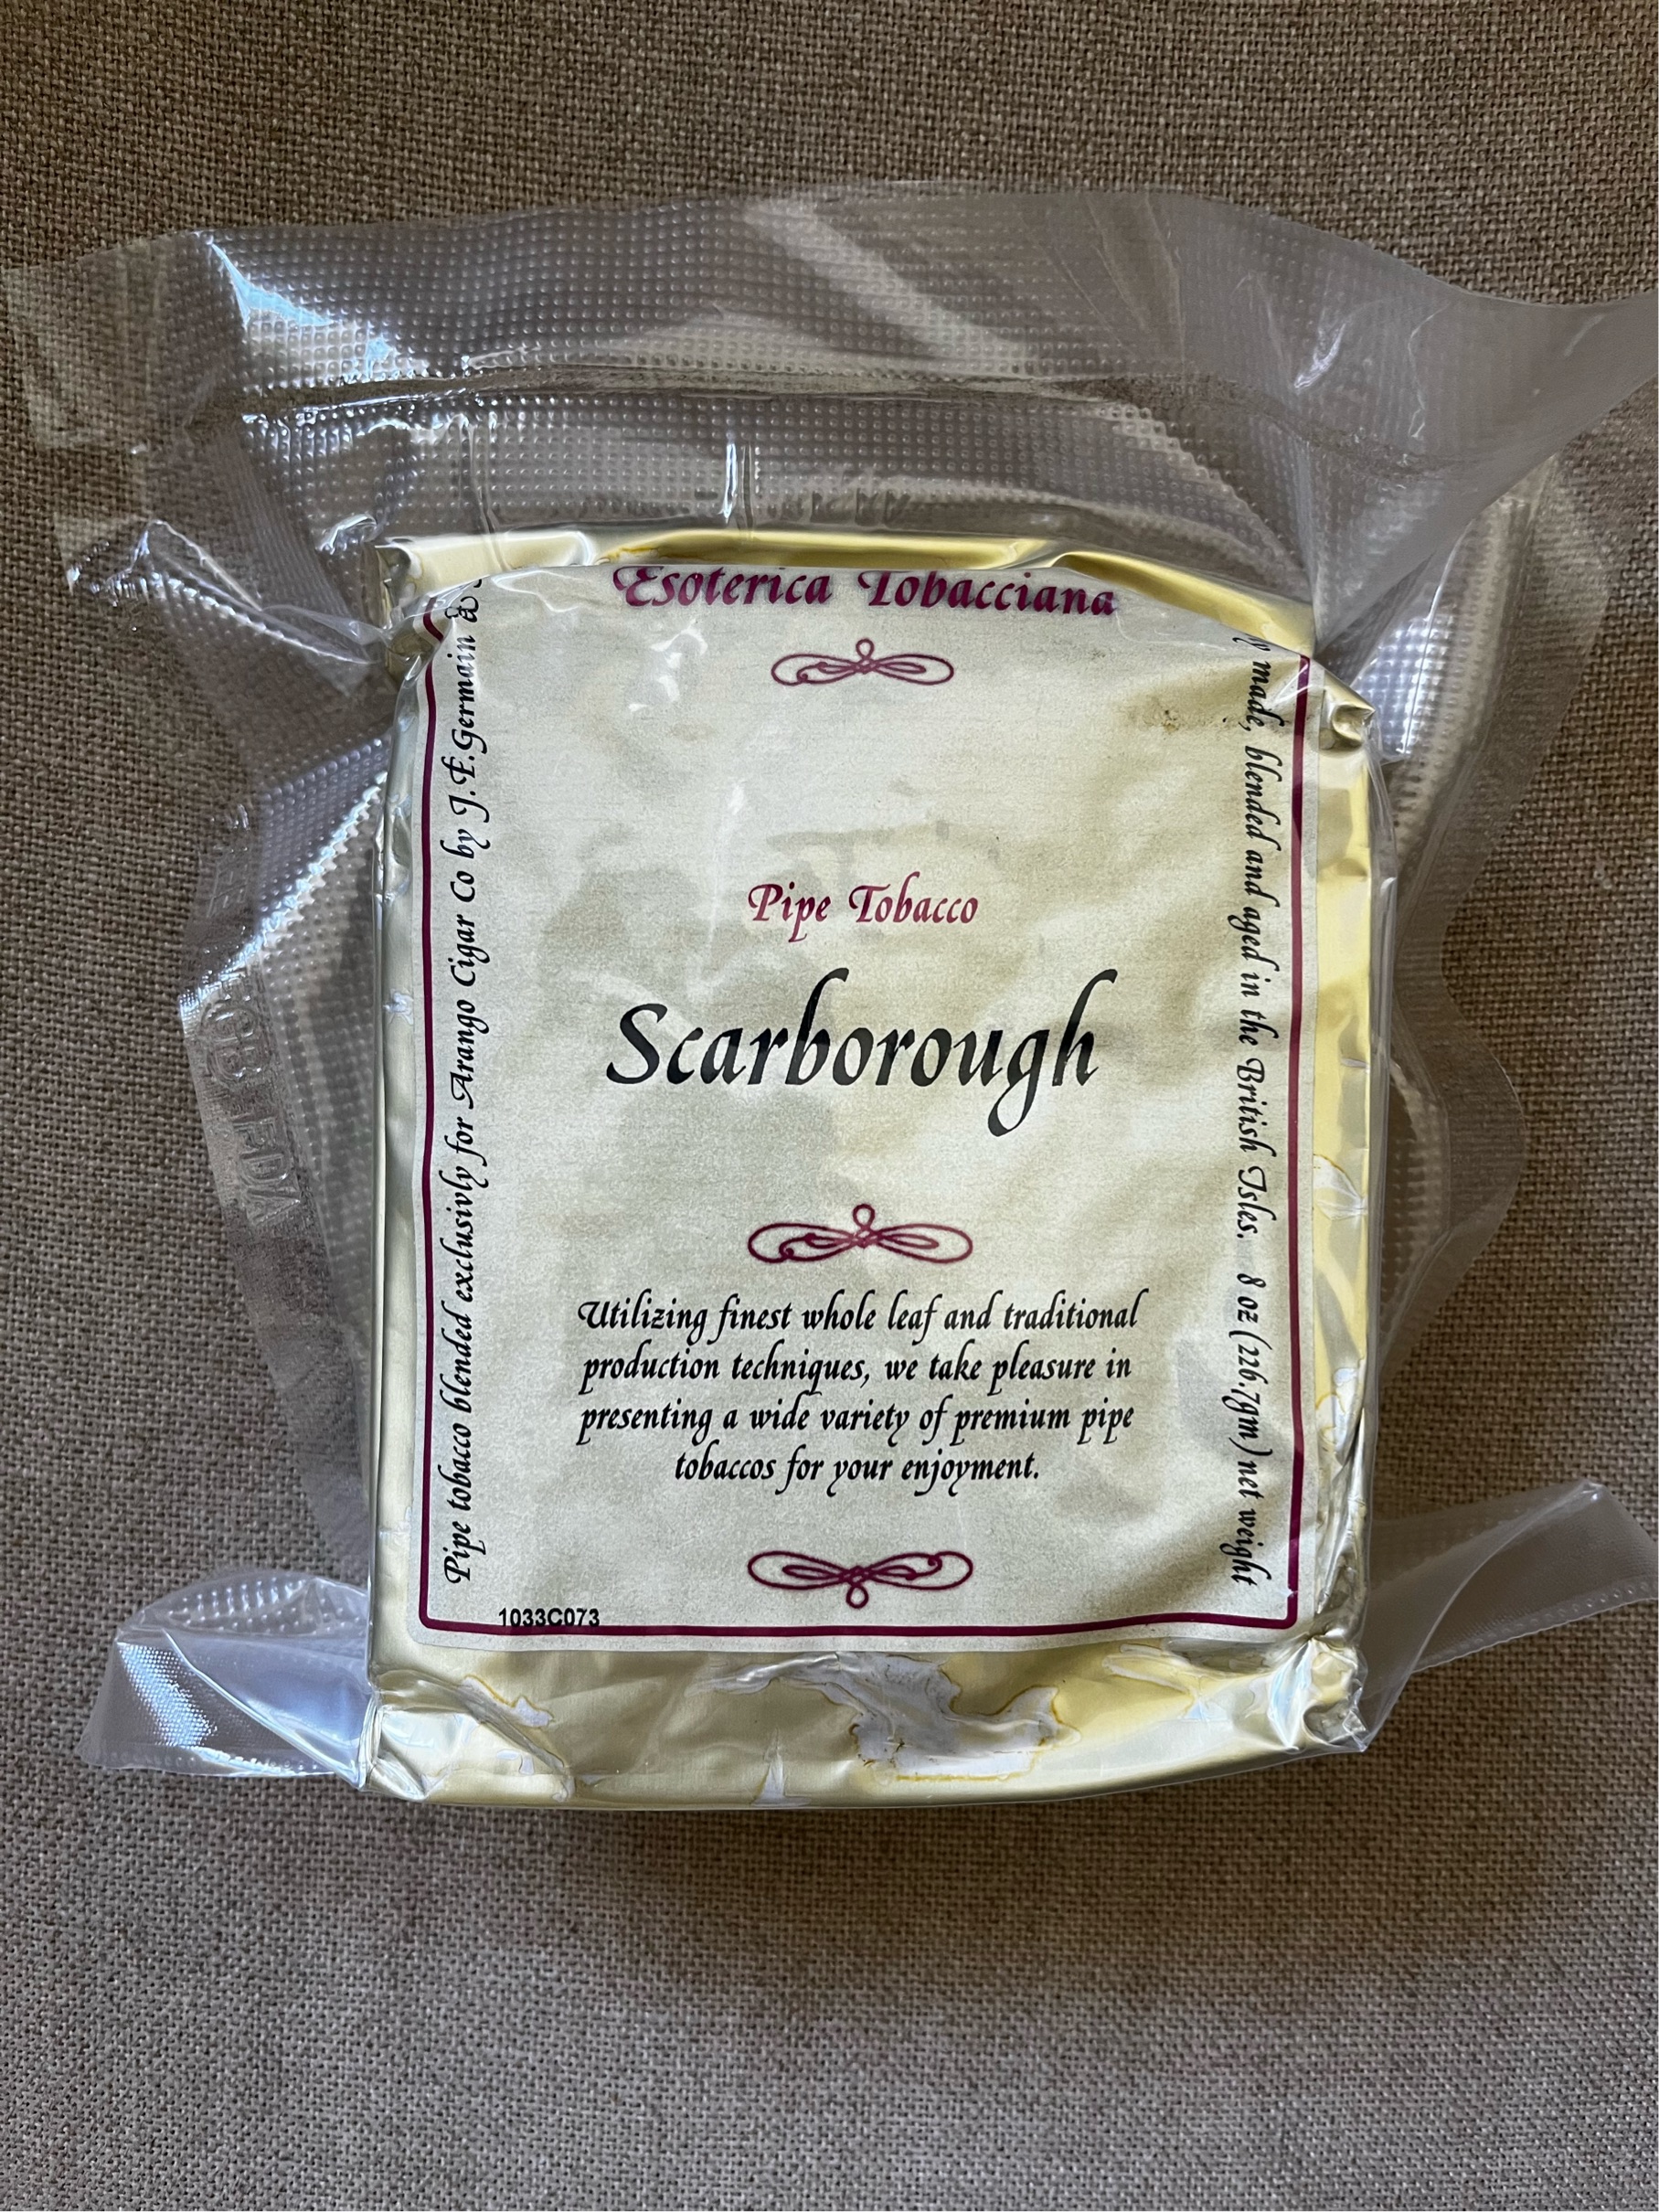 Esoterica Tobacciana
Pipe Tobacco
Scarborough
Utilizing finest whole leaf and traditional
production techniques, we take pleasure in
presenting a wide variety of premium pipe
tobaccos for your enjoyment.
Pipe tobacco blended exclusivly for Arango Cigar Co by J.F.Germain &
made, blended and aged in the British Isles. 8 oz (226.7gm) net weight
1033C073